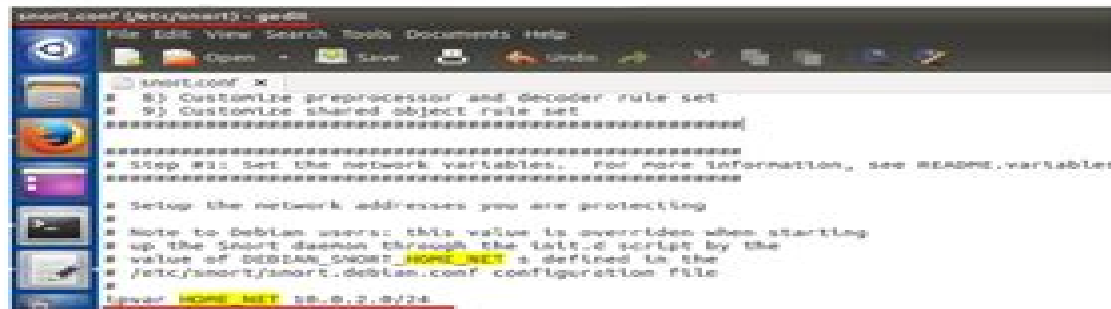 snort.conf (/etc/snort) - gedit
File Edit View Search Tools Documents Help
Open Save Undo
snort.conf ×
# 8) Customize preprocessor and decoder rule set
# 9) Customize shared object rule set
###################################################

###################################################
# Step #1: Set the network variables. For more information, see README.variables
###################################################

# Setup the network addresses you are protecting
#
# Note to Debian users: this value is overriden when starting
# up the Snort daemon through the init.d script by the
# value of DEBIAN_SNORT_HOME_NET s defined in the
# /etc/snort/snort.debian.conf configuration file
#
ipvar HOME_NET 10.0.2.0/24